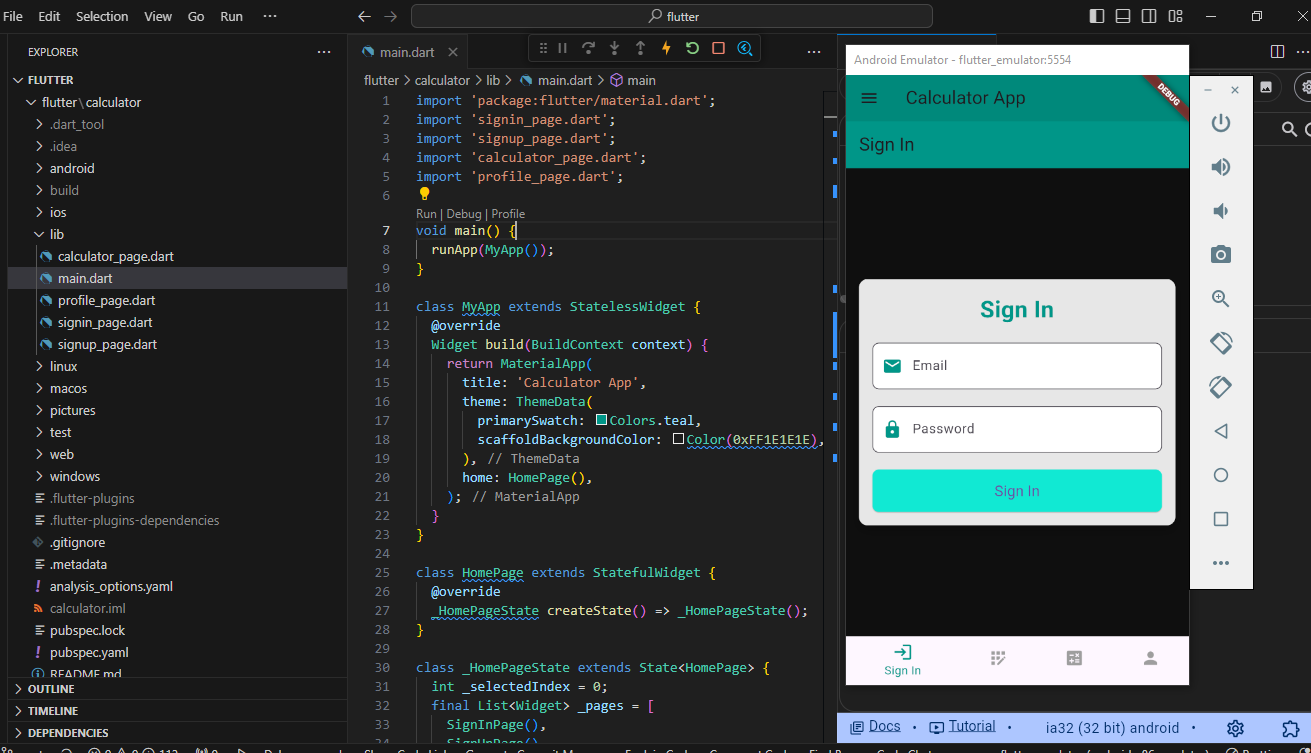 File Edit Selection View Go Run ···
flutter
EXPLORER
FLUTTER
flutter\calculator
.dart_tool
.idea
android
build
ios
lib
calculator_page.dart
main.dart
profile_page.dart
signin_page.dart
signup_page.dart
linux
macos
pictures
test
web
windows
.flutter-plugins
.flutter-plugins-dependencies
.gitignore
.metadata
analysis_options.yaml
calculator.iml
pubspec.lock
pubspec.yaml
README.md
OUTLINE
TIMELINE
DEPENDENCIES
main.dart
flutter > calculator > lib > main.dart > main
1 import 'package:flutter/material.dart';
2 import 'signin_page.dart';
3 import 'signup_page.dart';
4 import 'calculator_page.dart';
5 import 'profile_page.dart';
6
Run | Debug | Profile
7 void main() {
8 runApp(MyApp());
9 }
10
11 class MyApp extends StatelessWidget {
12 @override
13 Widget build(BuildContext context) {
14 return MaterialApp(
15 title: 'Calculator App',
16 theme: ThemeData(
17 primarySwatch: Colors.teal,
18 scaffoldBackgroundColor: Color(0xFF1E1E1E),
19 ), // ThemeData
20 home: HomePage(),
21 ); // MaterialApp
22 }
23 }
24
25 class HomePage extends StatefulWidget {
26 @override
27 _HomePageState createState() => _HomePageState();
28 }
29
30 class _HomePageState extends State<HomePage> {
31 int _selectedIndex = 0;
32 final List<Widget> _pages = [
33 SignInPage(),
34 SignUpPage(),
Android Emulator - flutter_emulator:5554
Calculator App
DEBUG
Sign In
Sign In
Email
Password
Sign In
Sign In
Docs · Tutorial · ia32 (32 bit) android ·